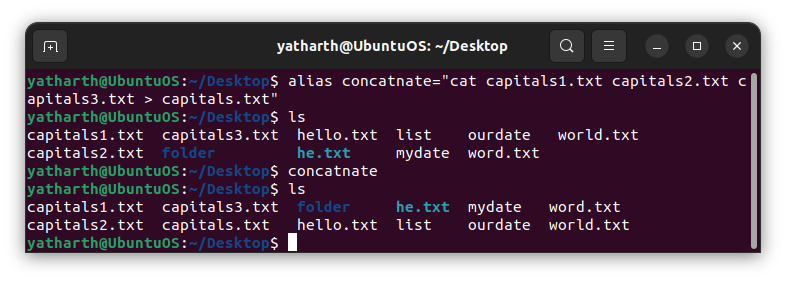 yatharth@UbuntuOS: ~/Desktop
yatharth@UbuntuOS:~/Desktop$ alias concatnate="cat capitals1.txt capitals2.txt c
apitals3.txt > capitals.txt"
yatharth@UbuntuOS:~/Desktop$ ls
capitals1.txt  capitals3.txt  hello.txt  list    ourdate   world.txt
capitals2.txt  folder         he.txt     mydate  word.txt
yatharth@UbuntuOS:~/Desktop$ concatnate
yatharth@UbuntuOS:~/Desktop$ ls
capitals1.txt  capitals3.txt  folder     he.txt  mydate   word.txt
capitals2.txt  capitals.txt   hello.txt  list    ourdate  world.txt
yatharth@UbuntuOS:~/Desktop$